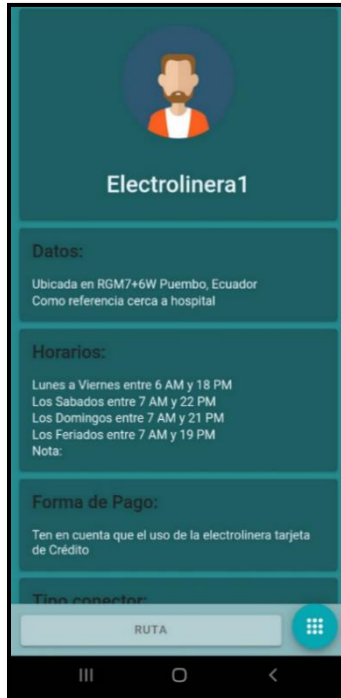 Electrolinera1
Datos:
Ubicada en RGM7+6W Puembo, Ecuador
Como referencia cerca a hospital
Horarios:
Lunes a Viernes entre 6 AM y 18 PM
Los Sabados entre 7 AM y 22 PM
Los Domingos entre 7 AM y 21 PM
Los Feriados entre 7 AM y 19 PM
Nota:
Forma de Pago:
Ten en cuenta que el uso de la electrolinera tarjeta
de Crédito
Tipo conector:
RUTA